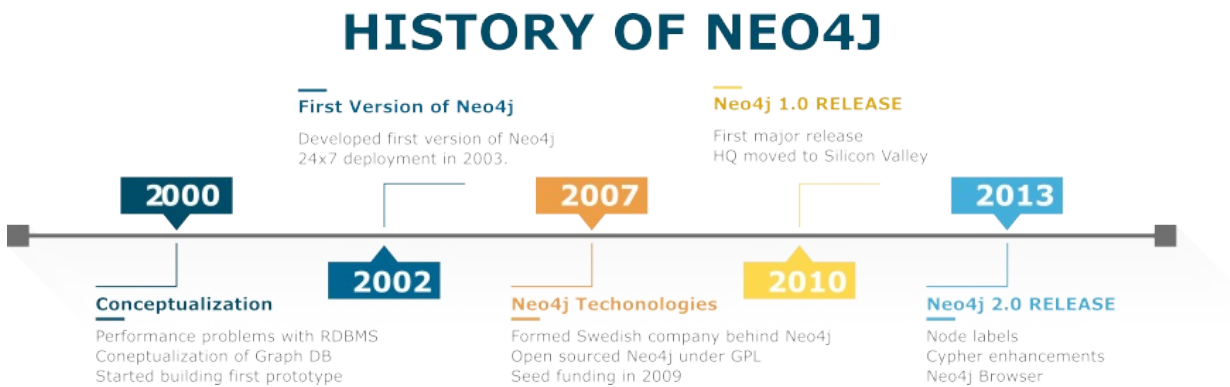 HISTORY OF NEO4J
First Version of Neo4j
Developed first version of Neo4j
24x7 deployment in 2003.
Neo4j 1.0 RELEASE
First major release
HQ moved to Silicon Valley
2000
2007
2013
2002
2010
Conceptualization
Performance problems with RDBMS
Coneptualization of Graph DB
Started building first prototype
Neo4j Techonologies
Formed Swedish company behind Neo4j
Open sourced Neo4j under GPL
Seed funding in 2009
Neo4j 2.0 RELEASE
Node labels
Cypher enhancements
Neo4j Browser